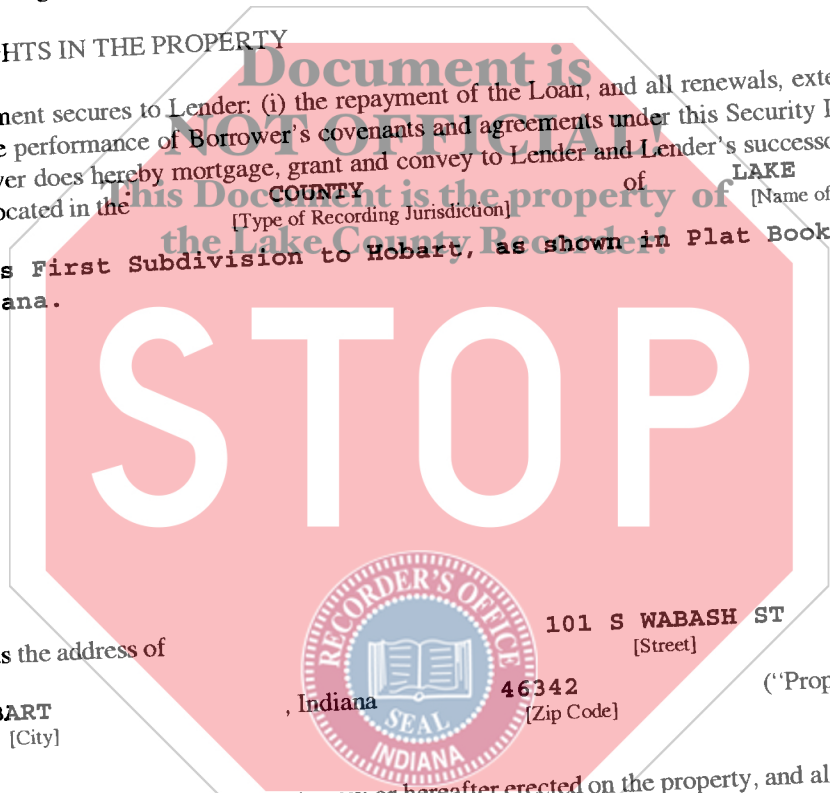 HTS IN THE PROPERTY
Document is
NOT OFFICIAL!
ment secures to Lender: (i) the repayment of the Loan, and all renewals, exte
e performance of Borrower's covenants and agreements under this Security I
ver does hereby mortgage, grant and convey to Lender and Lender's successo
ocated in the COUNTY of LAKE
This Document is the property of
[Type of Recording Jurisdiction] [Name of
the Lake County Recorder!
s First Subdivision to Hobart, as shown in Plat Book
ana.
STOP
RECORDER'S OFFICE
SEAL
INDIANA
101 S WABASH ST
s the address of [Street]
BART , Indiana 46342 ("Prop
[City] [Zip Code]
or hereafter erected on the property, and al